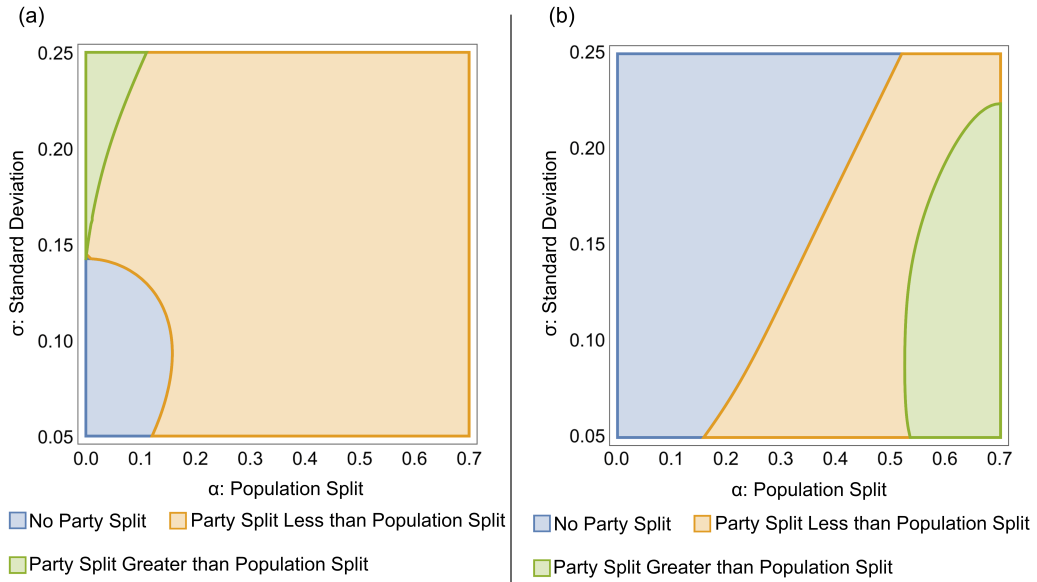 (a)
0.25
0.20
0.15
0.10
0.05
σ: Standard Deviation
0.0 0.1 0.2 0.3 0.4 0.5 0.6 0.7
α: Population Split
No Party Split Party Split Less than Population Split
Party Split Greater than Population Split
(b)
0.25
0.20
0.15
0.10
0.05
σ: Standard Deviation
0.0 0.1 0.2 0.3 0.4 0.5 0.6 0.7
α: Population Split
No Party Split Party Split Less than Population Split
Party Split Greater than Population Split